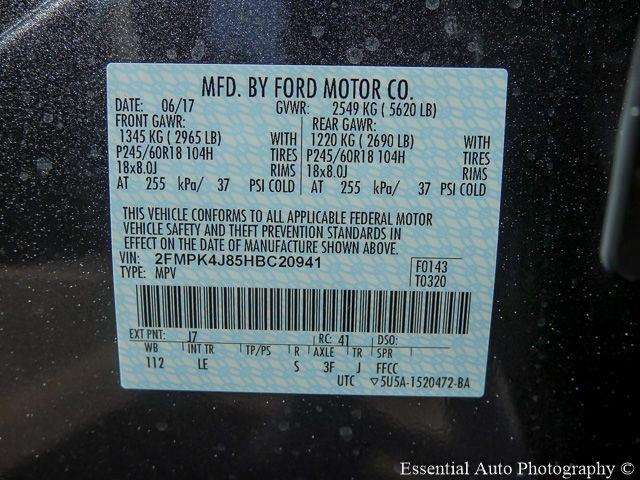 MFD. BY FORD MOTOR CO.
DATE: 06/17 GVWR: 2549 KG ( 5620 LB)
FRONT GAWR: REAR GAWR:
1345 KG ( 2965 LB) WITH 1220 KG ( 2690 LB) WITH
P245/60R18 104H TIRES P245/60R18 104H TIRES
18x8.0J RIMS 18x8.0J RIMS
AT 255 kPa/ 37 PSI COLD AT 255 kPa/ 37 PSI COLD
THIS VEHICLE CONFORMS TO ALL APPLICABLE FEDERAL MOTOR
VEHICLE SAFETY AND THEFT PREVENTION STANDARDS IN
EFFECT ON THE DATE OF MANUFACTURE SHOWN ABOVE.
VIN: 2FMPK4J85HBC20941 F0143
TYPE: MPV T0320
EXT PNT: J7 RC: 41 DSO:
WB INT TR TP/PS R AXLE TR SPR
112 LE S 3F J FFCC
UTC ▽5U5A-1520472-BA
Essential Auto Photography ©